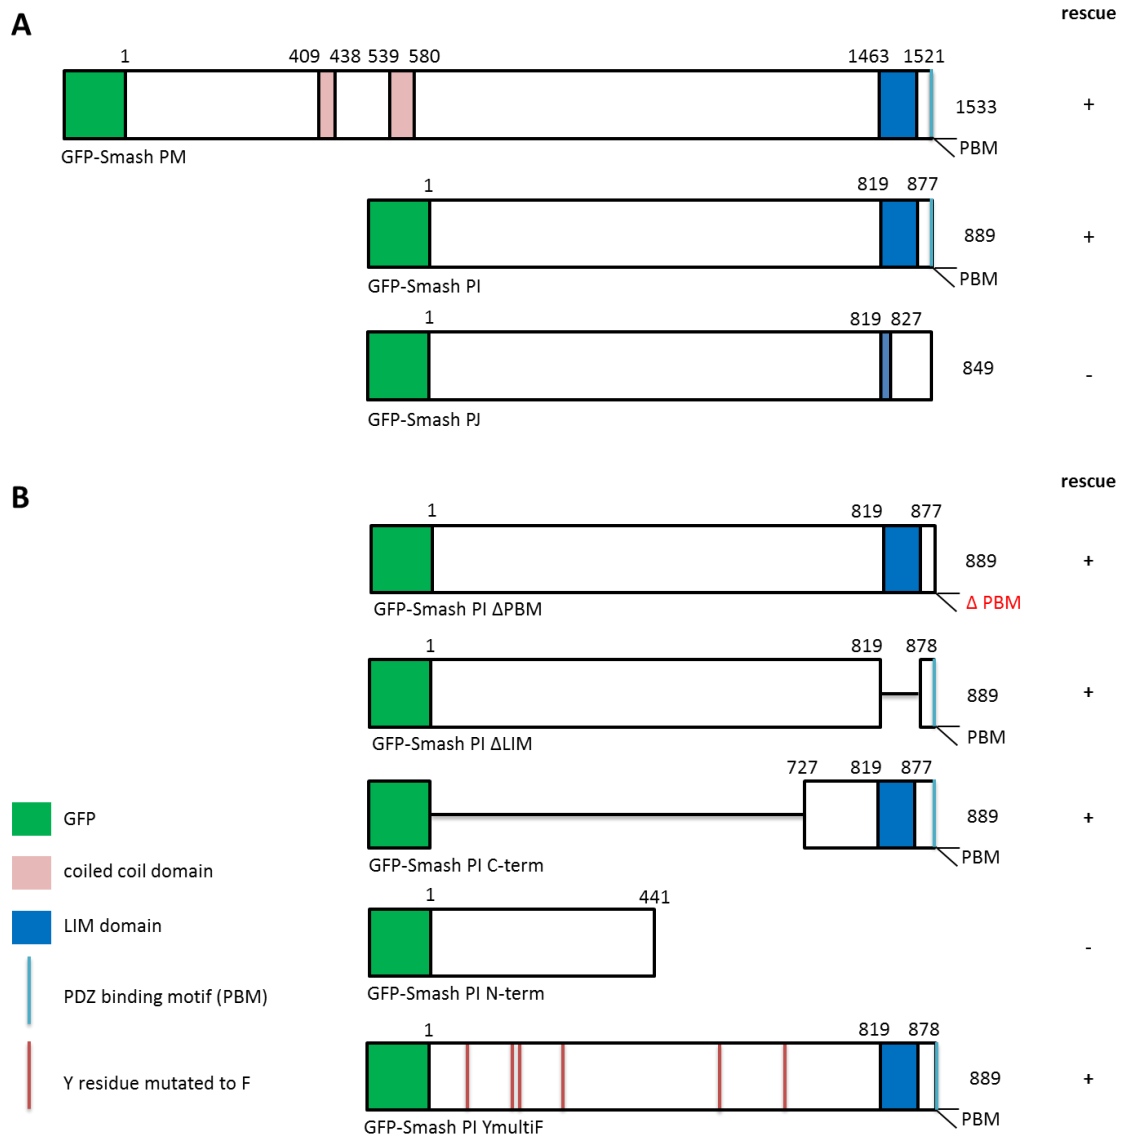 A
rescue
1 409 438 539 580 1463 1521
1533
+
PBM
GFP-Smash PM
1 819 877
889
+
PBM
GFP-Smash PI
1 819 827
849
-
GFP-Smash PJ
B
rescue
1 819 877
889
+
Δ PBM
GFP-Smash PI ΔPBM
1 819 878
889
+
PBM
GFP-Smash PI ΔLIM
727 819 877
889
+
PBM
GFP-Smash PI C-term
1 441
-
GFP-Smash PI N-term
1 819 878
889
+
PBM
GFP-Smash PI YmultiF
GFP
coiled coil domain
LIM domain
PDZ binding motif (PBM)
Y residue mutated to F